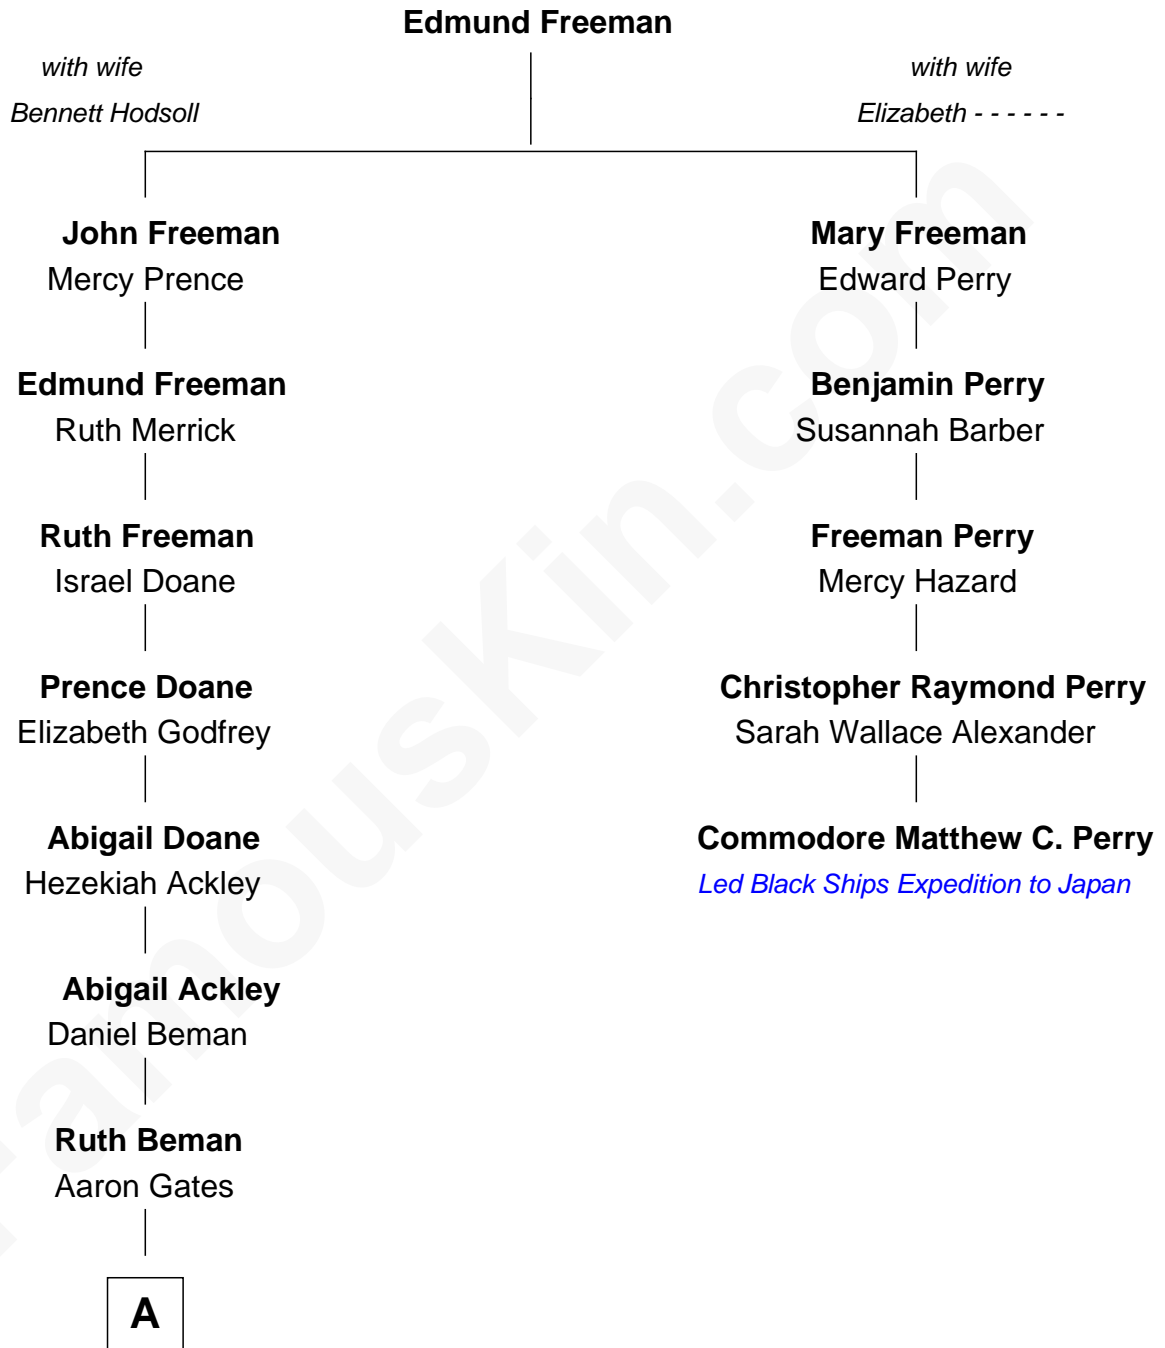 Edmund Freeman
with wife
Bennett Hodsoll
with wife
Elizabeth - - - - - -
John Freeman
Mercy Prence
Mary Freeman
Edward Perry
Edmund Freeman
Ruth Merrick
Benjamin Perry
Susannah Barber
Ruth Freeman
Israel Doane
Freeman Perry
Mercy Hazard
Prence Doane
Elizabeth Godfrey
Christopher Raymond Perry
Sarah Wallace Alexander
Abigail Doane
Hezekiah Ackley
Commodore Matthew C. Perry
Led Black Ships Expedition to Japan
Abigail Ackley
Daniel Beman
Ruth Beman
Aaron Gates
A
FamousKin.com